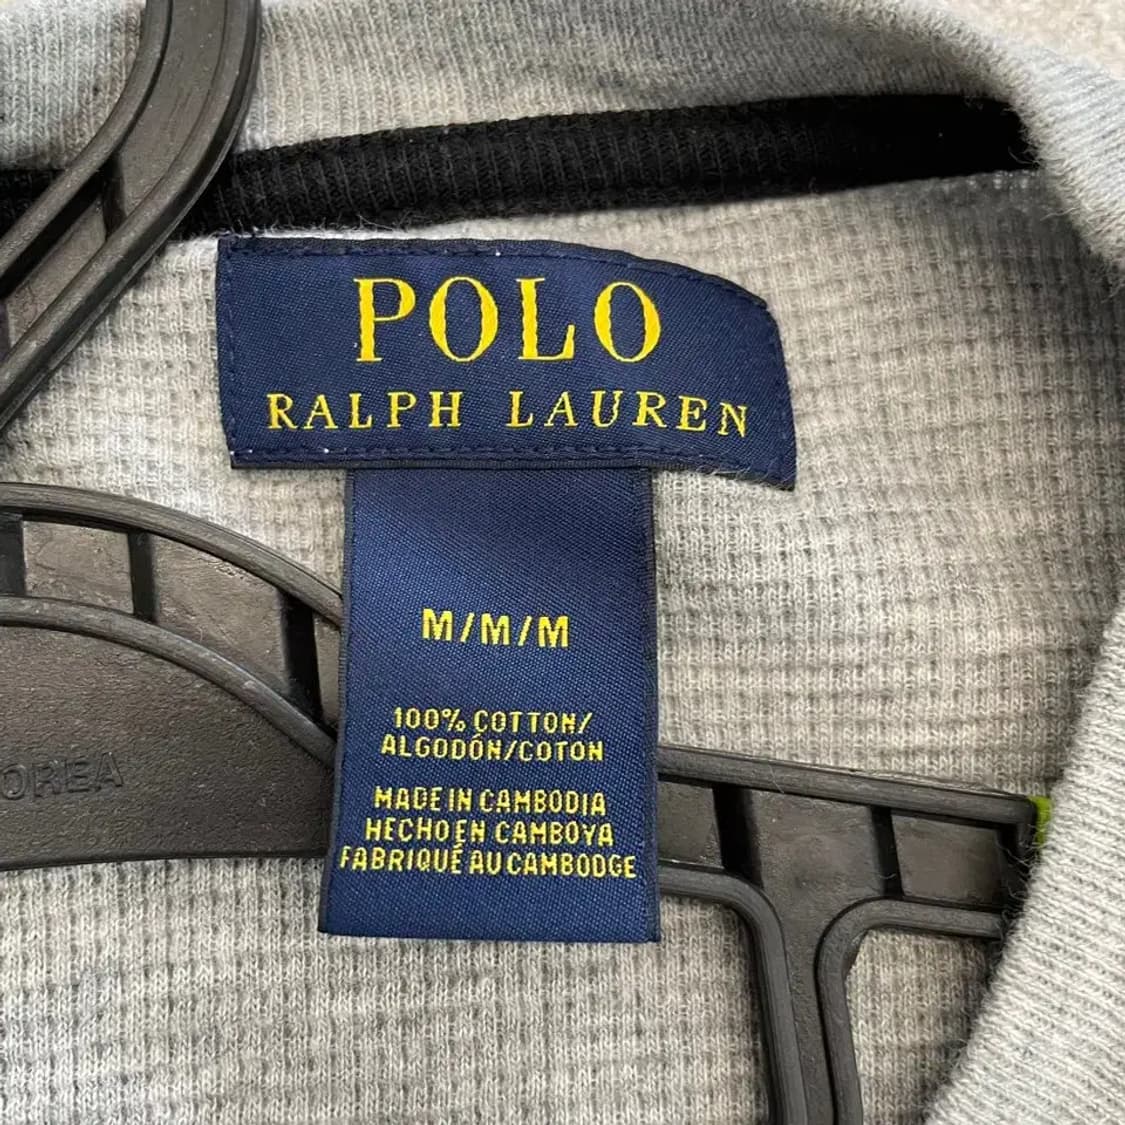 POLO
RALPH LAUREN
M/M/M
100% COTTON/
ALGODÓN/COTON
MADE IN CAMBODIA
HECHO EN CAMBOYA
FABRIQUÉ AU CAMBODGE
OREA